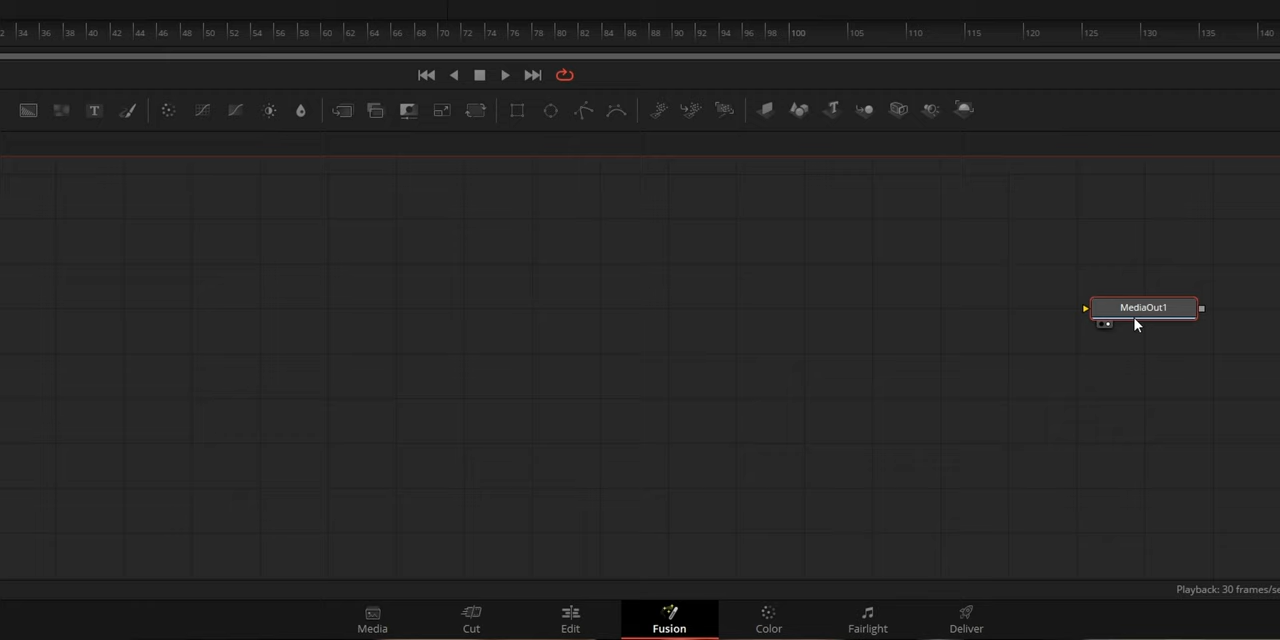 34 36 38 40 42 44 46 48 50 52 54 56 58 60 62 64 66 68 70 72 74 76 78 80 82 84 86 88 90 92 94 96 98 100 105 110 115 120 125 130 135 140
T
MediaOut1
Playback: 30 frames/se
Media Cut Edit Fusion Color Fairlight Deliver